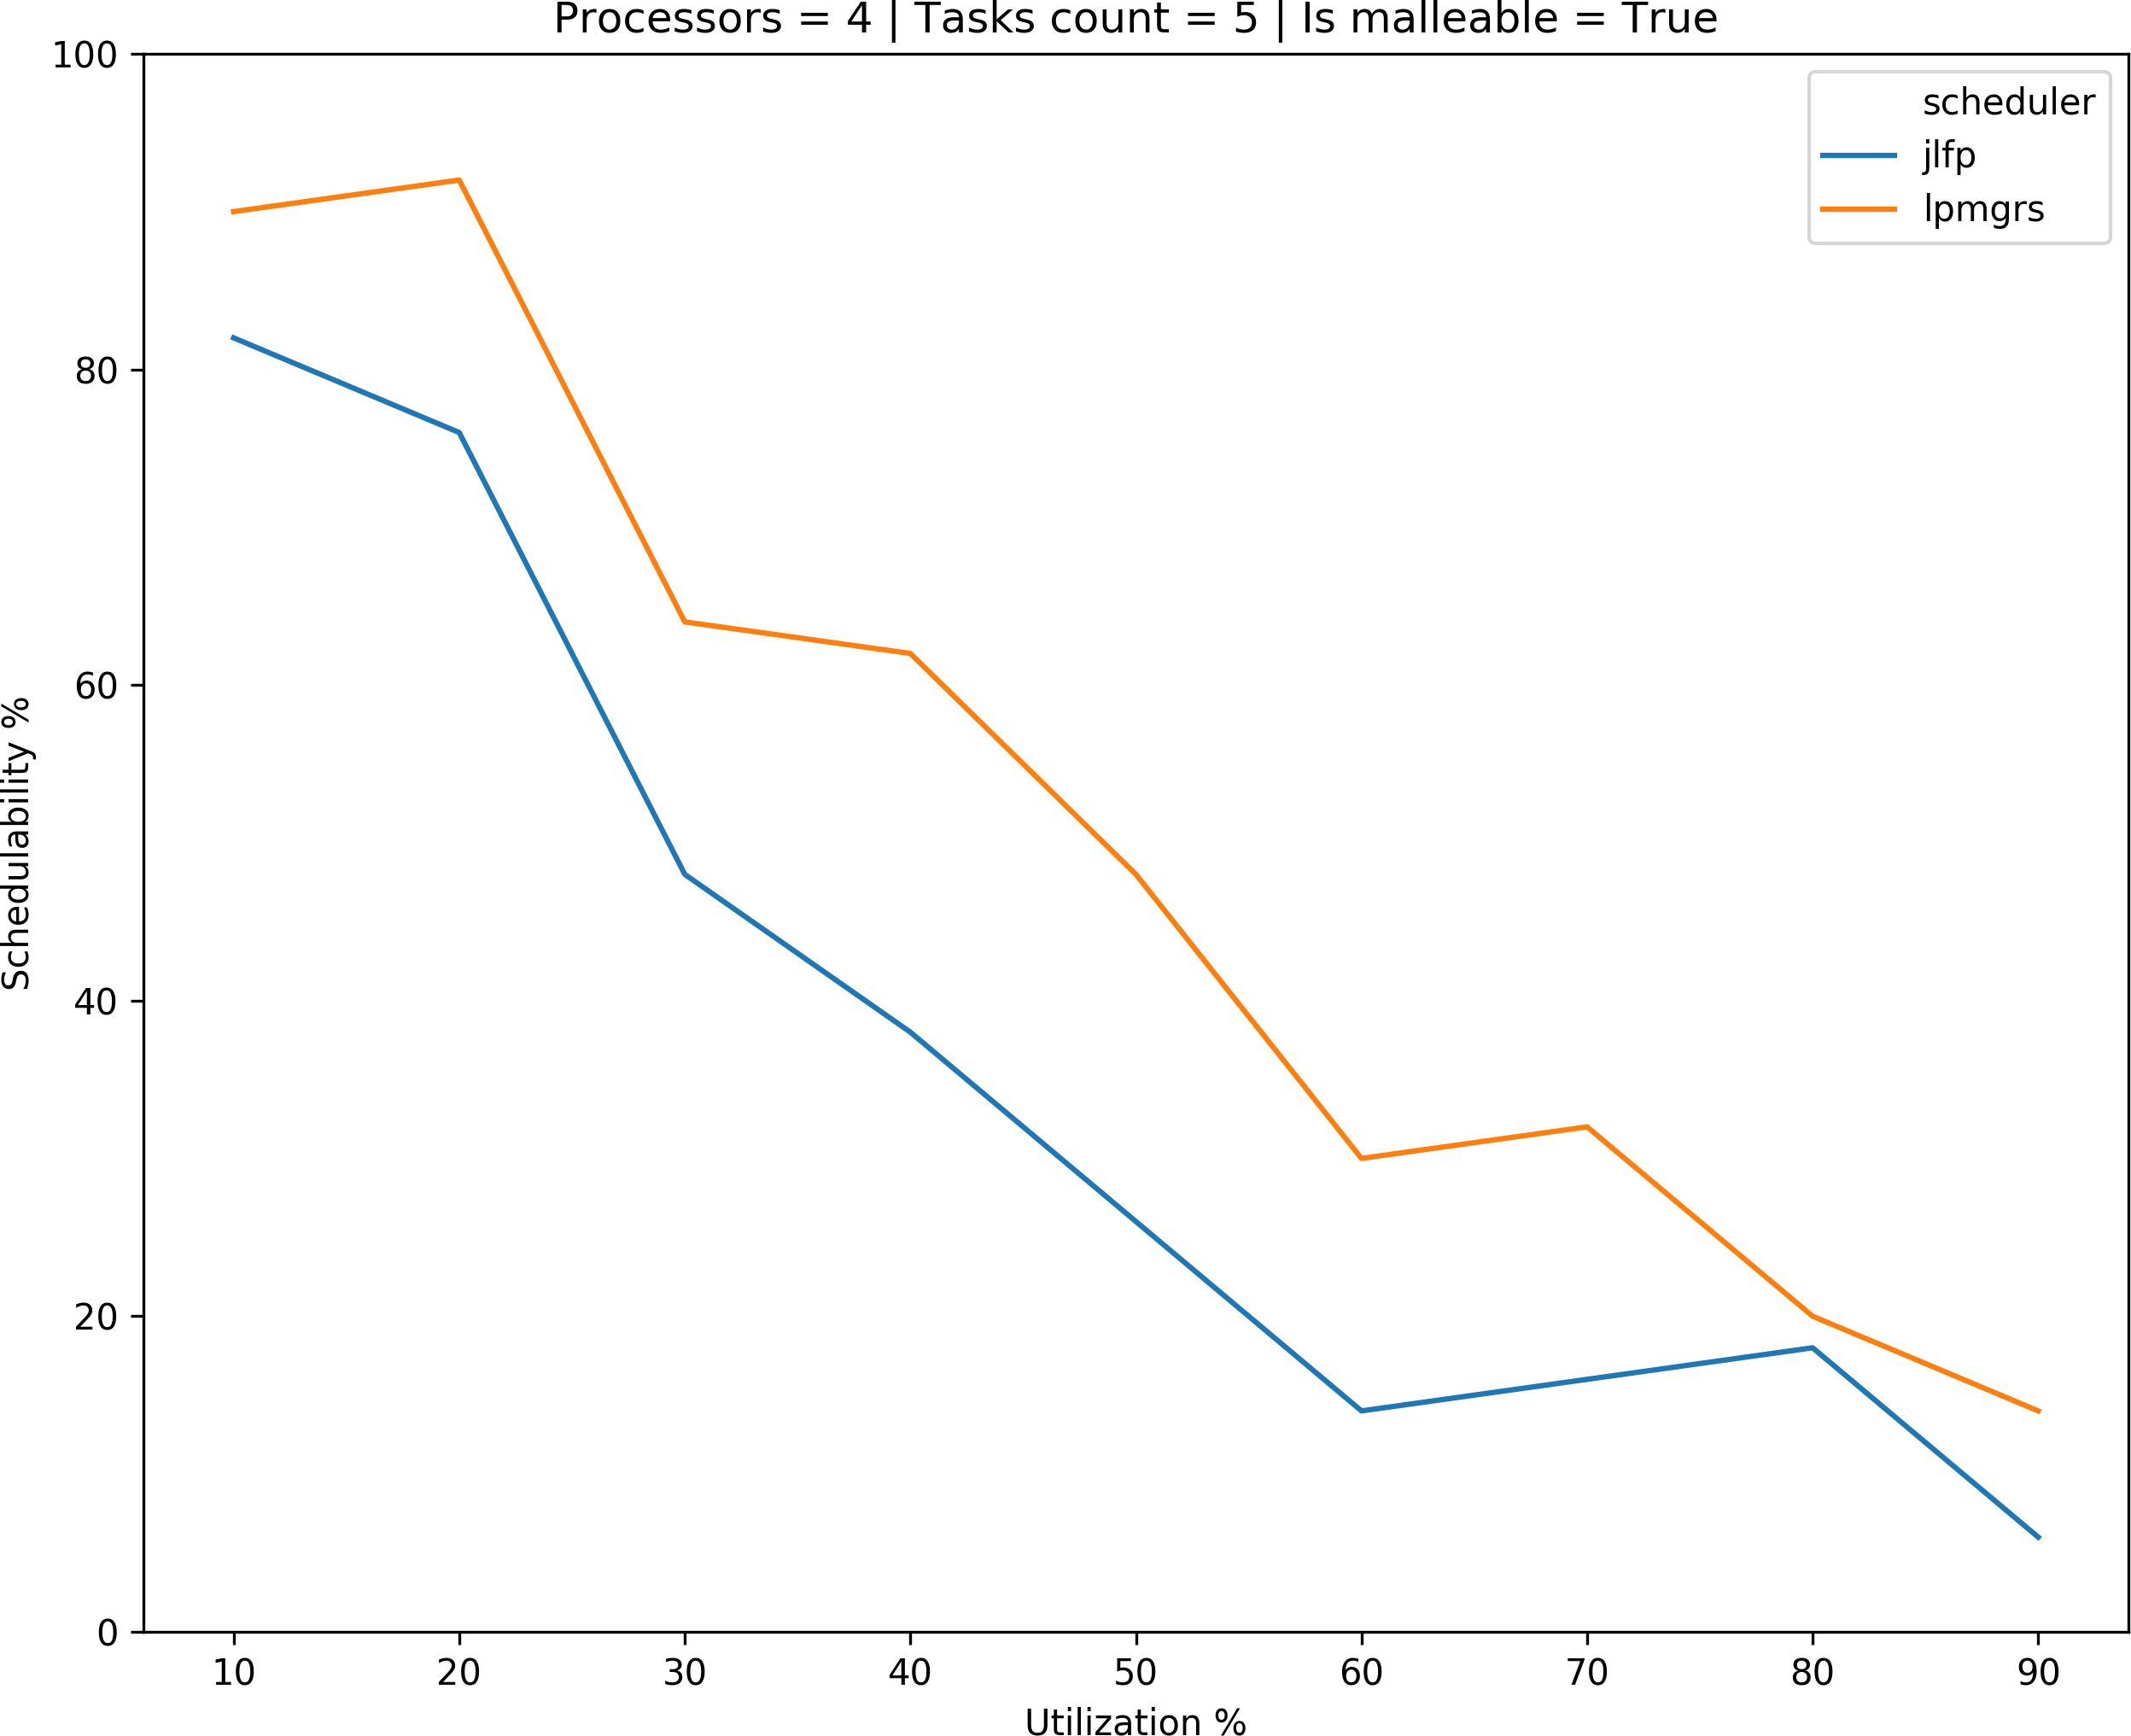 Processors = 4 | Tasks count = 5 | Is malleable = True
scheduler
jlfp
lpmgrs
Schedulability %
100
80
60
40
20
0
10 20 30 40 50 60 70 80 90
Utilization %